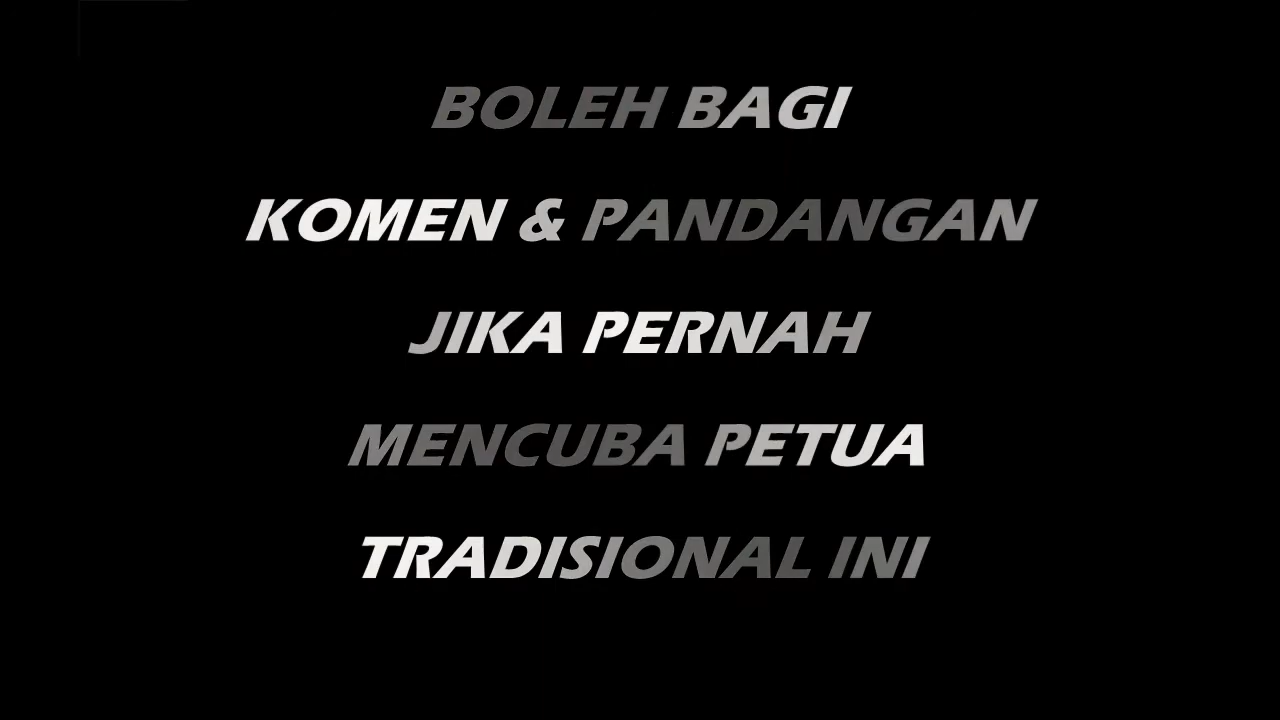 BOLEH BAGI
KOMEN & PANDANGAN
JIKA PERNAH
MENCUBA PETUA
TRADISIONAL INI